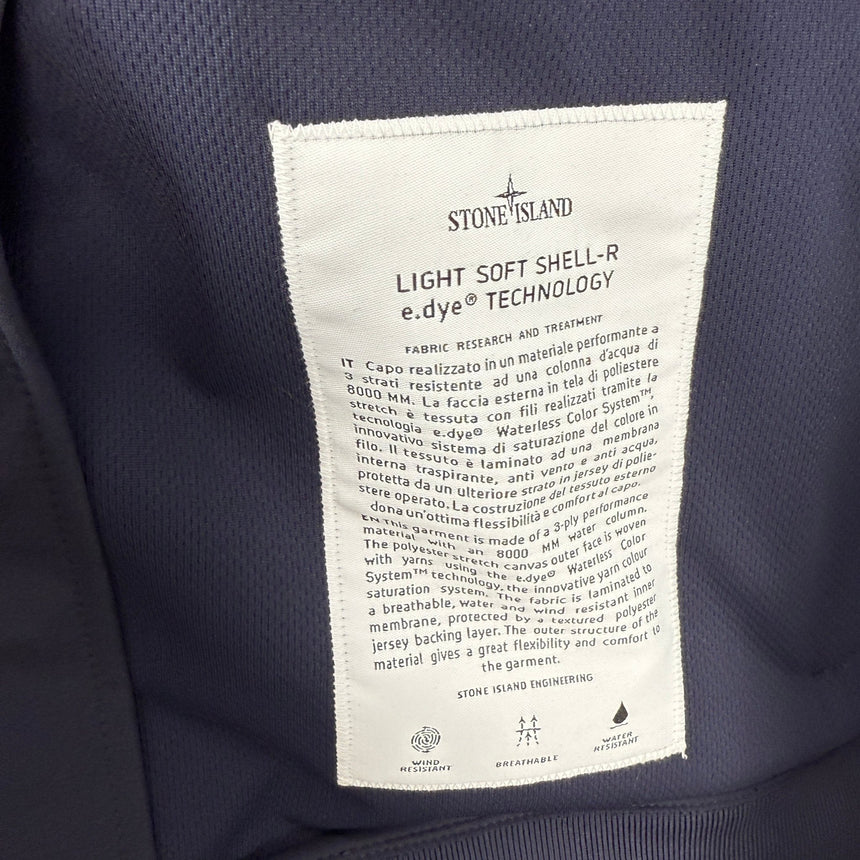 STONE ISLAND
LIGHT SOFT SHELL-R
e.dye® TECHNOLOGY
FABRIC RESEARCH AND TREATMENT
IT Capo realizzato in un materiale performante a
3 strati resistente ad una colonna d'acqua di
8000 MM. La faccia esterna in tela di poliestere
stretch è tessuta con fili realizzati tramite la
tecnologia e.dye® Waterless Color System™,
innovativo sistema di saturazione del colore in
filo. Il tessuto è laminato ad una membrana
interna traspirante, anti vento e anti acqua,
protetta da un ulteriore strato in jersey di polie-
stere operato. La costruzione del tessuto esterno
dona un'ottima flessibilità e comfort al capo.
EN This garment is made of a 3-ply performance
material with an 8000 MM water column.
The polyester stretch canvas outer face is woven
with yarns using the e.dye® Waterless Color
System™ technology, the innovative yarn colour
saturation system. The fabric is laminated to
a breathable, water and wind resistant inner
membrane, protected by a textured polyester
jersey backing layer. The outer structure of the
material gives a great flexibility and comfort to
the garment.
STONE ISLAND ENGINEERING
WIND
RESISTANT
BREATHABLE
WATER
RESISTANT